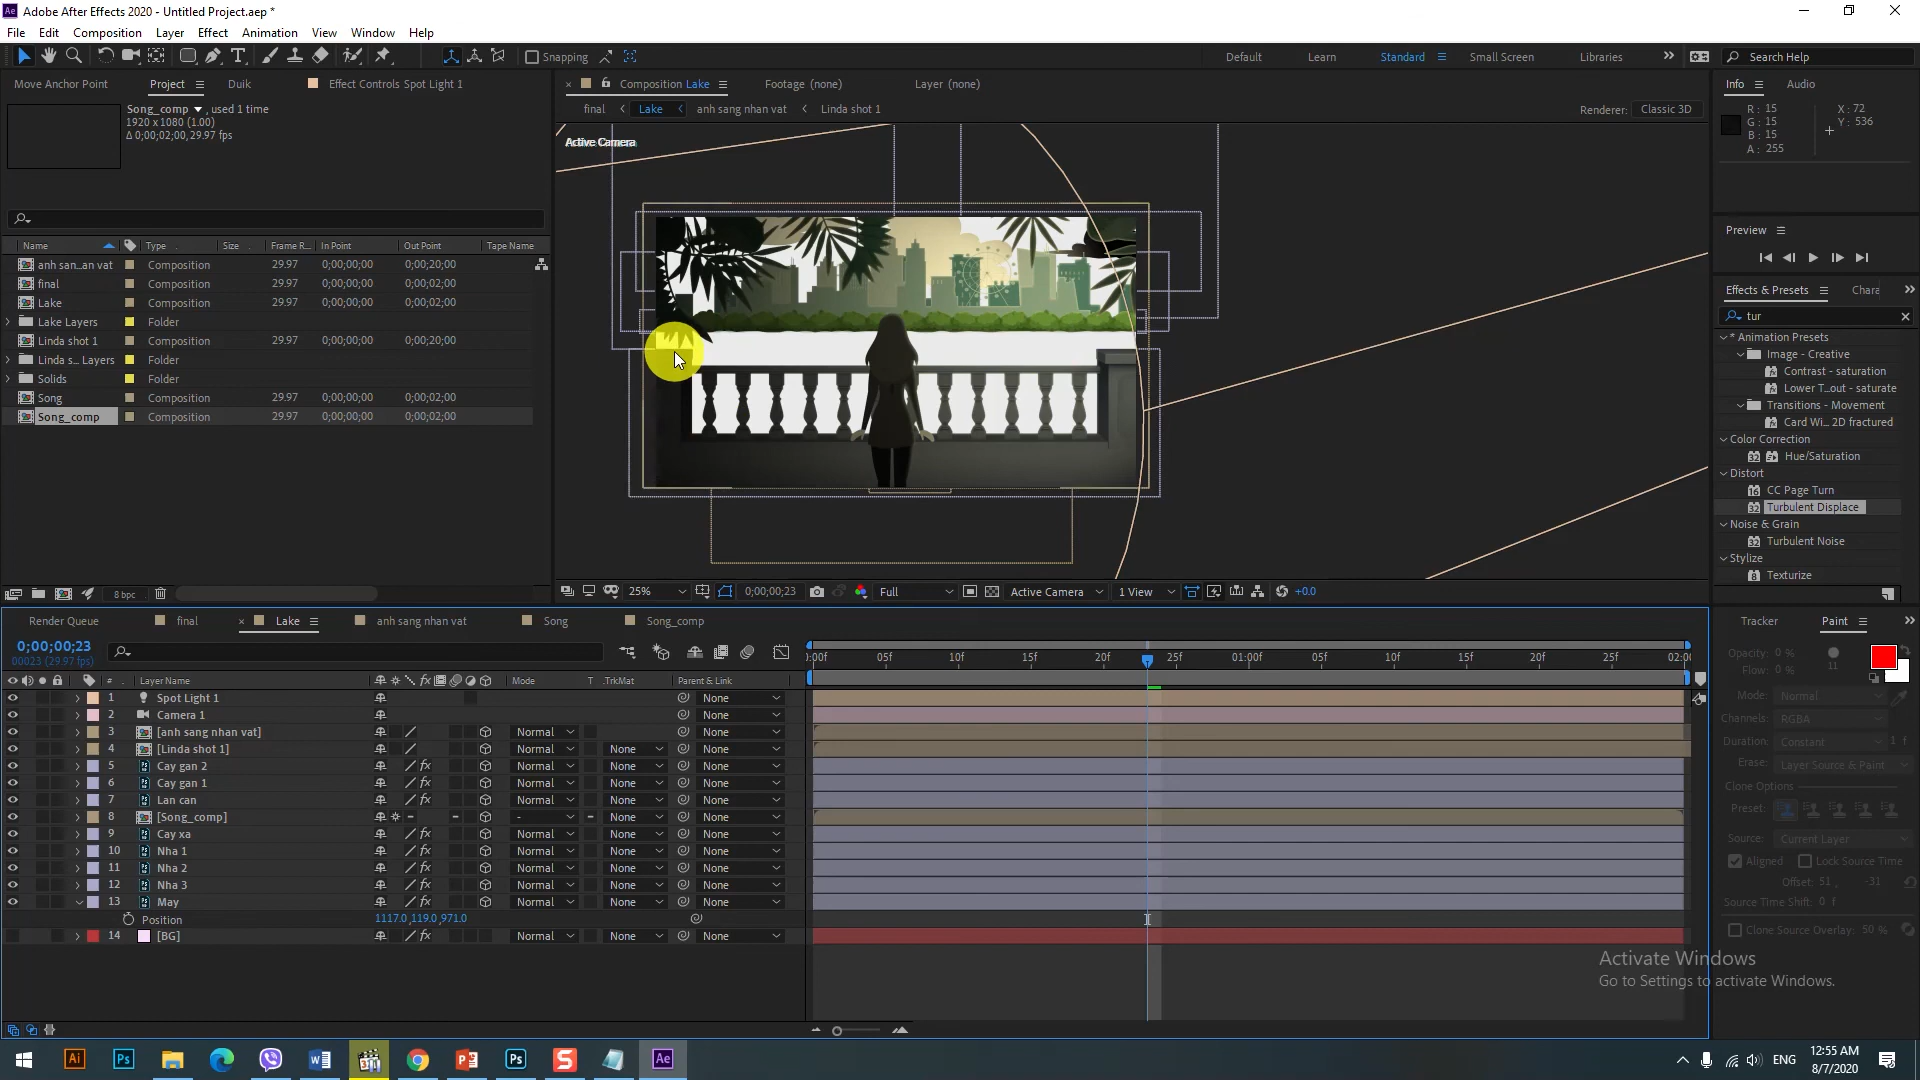 Adobe After Effects 2020 - Untitled Project.aep *
File Edit Composition Layer Effect Animation View Window Help
Snapping Default Learn Standard Small Screen Libraries Search Help
Move Anchor Point Project Duik Effect Controls Spot Light 1
Composition Lake Footage (none) Layer (none)
Info Audio
Song_comp , used 1 time
1920 x 1080 (1.00)
Δ 0;00;02;00, 29.97 fps
final Lake anh sang nhan vat Linda shot 1
Renderer: Classic 3D
Active Camera
R: 15
G: 15
B: 15
A: 255
X: 72
Y: 536
Preview
Name Type Size Frame R... In Point Out Point Tape Name
anh san...an vat Composition 29.97 0;00;00;00 0;00;20;00
final Composition 29.97 0;00;00;00 0;00;02;00
Lake Composition 29.97 0;00;00;00 0;00;02;00
Lake Layers Folder
Linda shot 1 Composition 29.97 0;00;00;00 0;00;20;00
Linda s... Layers Folder
Solids Folder
Song Composition 29.97 0;00;00;00 0;00;02;00
Song_comp Composition 29.97 0;00;00;00 0;00;02;00
Effects & Presets Chara
tur
* Animation Presets
Image - Creative
Contrast - saturation
Lower T...out - saturate
Transitions - Movement
Card Wi... 2D fractured
Color Correction
Hue/Saturation
Distort
CC Page Turn
Turbulent Displace
Noise & Grain
Turbulent Noise
Stylize
Texturize
8 bpc
25% 0;00;00;23 Full Active Camera 1 View +0.0
Render Queue final Lake anh sang nhan vat Song Song_comp
0;00;00;23
00023 (29.97 fps)
:00f 05f 10f 15f 20f 25f 01:00f 05f 10f 15f 20f 25f 02:00
# Layer Name Mode T .TrkMat Parent & Link
1 Spot Light 1 None
2 Camera 1 None
3 [anh sang nhan vat] Normal None
4 [Linda shot 1] Normal None None
5 Cay gan 2 Normal None None
6 Cay gan 1 Normal None None
7 Lan can Normal None None
8 [Song_comp] - None None
9 Cay xa Normal None None
10 Nha 1 Normal None None
11 Nha 2 Normal None None
12 Nha 3 Normal None None
13 May Normal None None
Position 1117.0,119.0,971.0
14 [BG] Normal None None
Tracker Paint
Opacity: 0 %
Flow: 0 %
11
Mode: Normal
Channels: RGBA
Duration: Constant 1 f
Erase: Layer Source & Paint
Clone Options
Preset:
Source: Current Layer
Aligned Lock Source Time
Offset: 51 , -31
Source Time Shift: 0 f
Clone Source Overlay: 50 %
Activate Windows
Go to Settings to activate Windows.
ENG
12:55 AM
8/7/2020